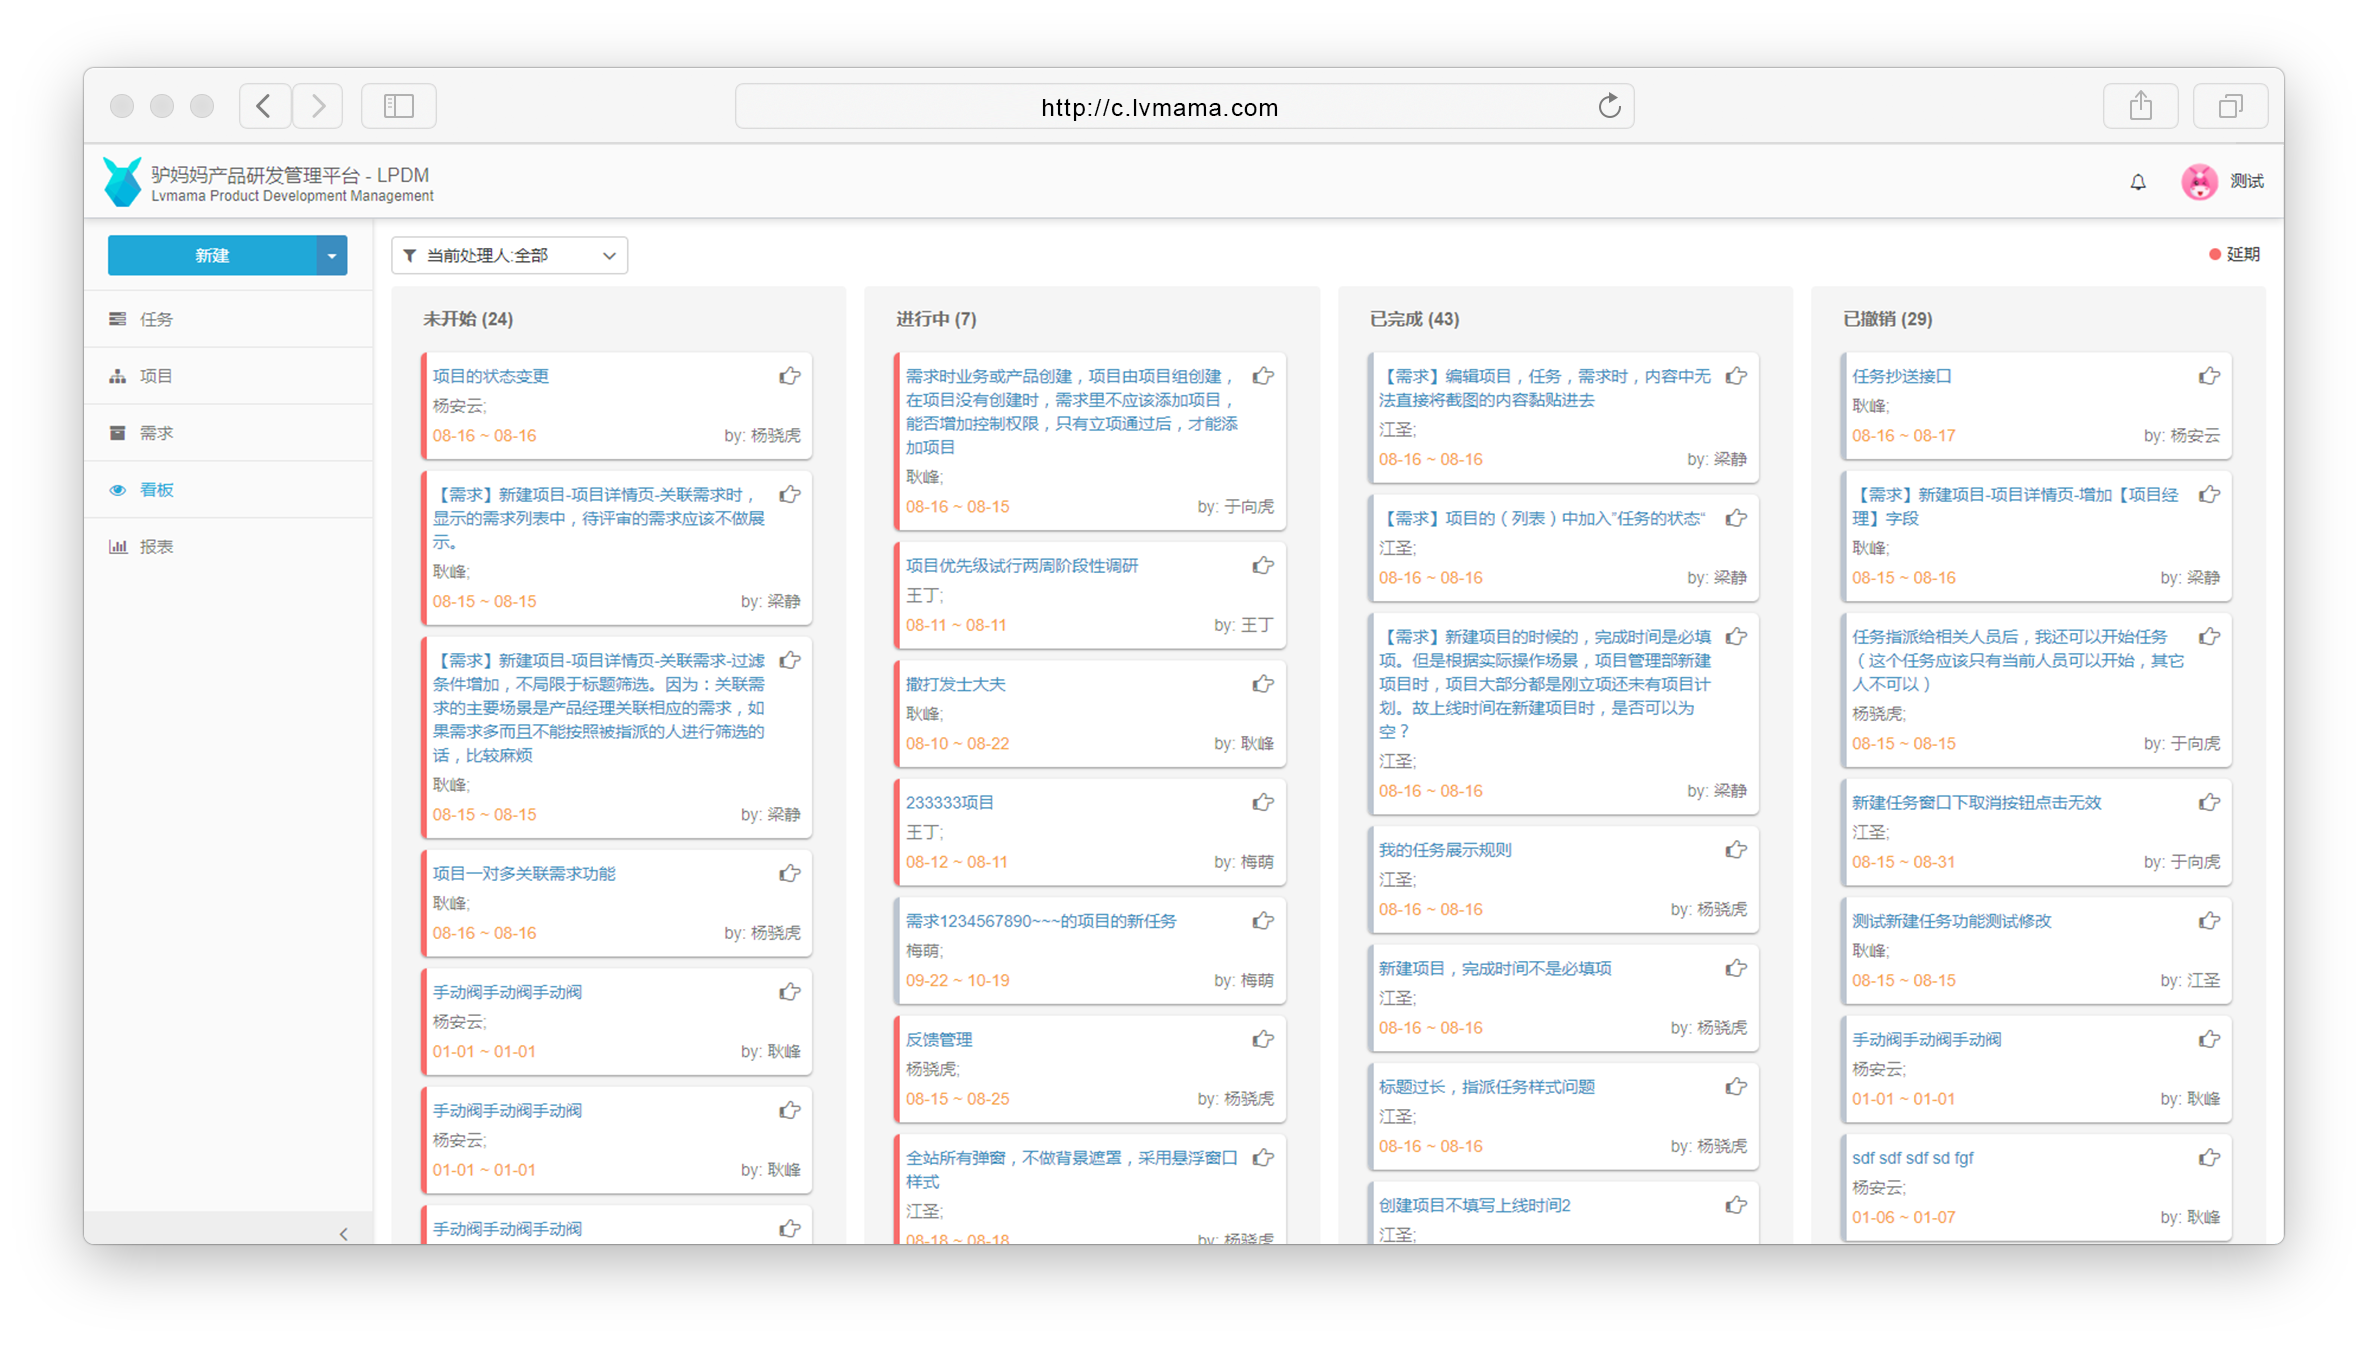 http://c.lvmama.com
驴妈妈产品研发管理平台 - LPDM
Lvmama Product Development Management
测试
新建
任务
项目
需求
看板
报表
当前处理人:全部
延期
未开始 (24)
项目的状态变更
杨安云;
08-16 ~ 08-16
by: 杨骁虎
【需求】新建项目-项目详情页-关联需求时，
显示的需求列表中，待评审的需求应该不做展
示。
耿峰;
08-15 ~ 08-15
by: 梁静
【需求】新建项目-项目详情页-关联需求-过滤
条件增加，不局限于标题筛选。因为：关联需
求的主要场景是产品经理关联相应的需求，如
果需求多而且不能按照被指派的人进行筛选的
话，比较麻烦
耿峰;
08-15 ~ 08-15
by: 梁静
项目一对多关联需求功能
耿峰;
08-16 ~ 08-16
by: 杨骁虎
手动阀手动阀手动阀
杨安云;
01-01 ~ 01-01
by: 耿峰
手动阀手动阀手动阀
杨安云;
01-01 ~ 01-01
by: 耿峰
手动阀手动阀手动阀
进行中 (7)
需求时业务或产品创建，项目由项目组创建，
在项目没有创建时，需求里不应该添加项目，
能否增加控制权限，只有立项通过后，才能添
加项目
耿峰;
08-16 ~ 08-15
by: 于向虎
项目优先级试行两周阶段性调研
王丁;
08-11 ~ 08-11
by: 王丁
撒打发士大夫
耿峰;
08-10 ~ 08-22
by: 耿峰
233333项目
王丁;
08-12 ~ 08-11
by: 梅萌
需求1234567890~~~的项目的新任务
梅萌;
09-22 ~ 10-19
by: 梅萌
反馈管理
杨骁虎;
08-15 ~ 08-25
by: 杨骁虎
全站所有弹窗，不做背景遮罩，采用悬浮窗口
样式
江圣;
08-18 ~ 08-18
by: 杨骁虎
已完成 (43)
【需求】编辑项目，任务，需求时，内容中无
法直接将截图的内容黏贴进去
江圣;
08-16 ~ 08-16
by: 梁静
【需求】项目的（列表）中加入”任务的状态“
江圣;
08-16 ~ 08-16
by: 梁静
【需求】新建项目的时候的，完成时间是必填
项。但是根据实际操作场景，项目管理部新建
项目时，项目大部分都是刚立项还未有项目计
划。故上线时间在新建项目时，是否可以为
空？
江圣;
08-16 ~ 08-16
by: 梁静
我的任务展示规则
江圣;
08-16 ~ 08-16
by: 杨骁虎
新建项目，完成时间不是必填项
江圣;
08-16 ~ 08-16
by: 杨骁虎
标题过长，指派任务样式问题
江圣;
08-16 ~ 08-16
by: 杨骁虎
创建项目不填写上线时间2
江圣;
已撤销 (29)
任务抄送接口
耿峰;
08-16 ~ 08-17
by: 杨安云
【需求】新建项目-项目详情页-增加【项目经
理】字段
耿峰;
08-15 ~ 08-16
by: 梁静
任务指派给相关人员后，我还可以开始任务
（这个任务应该只有当前人员可以开始，其它
人不可以）
杨骁虎;
08-15 ~ 08-15
by: 于向虎
新建任务窗口下取消按钮点击无效
江圣;
08-15 ~ 08-31
by: 于向虎
测试新建任务功能测试修改
耿峰;
08-15 ~ 08-15
by: 江圣
手动阀手动阀手动阀
杨安云;
01-01 ~ 01-01
by: 耿峰
sdf sdf sdf sd fgf
杨安云;
01-06 ~ 01-07
by: 耿峰